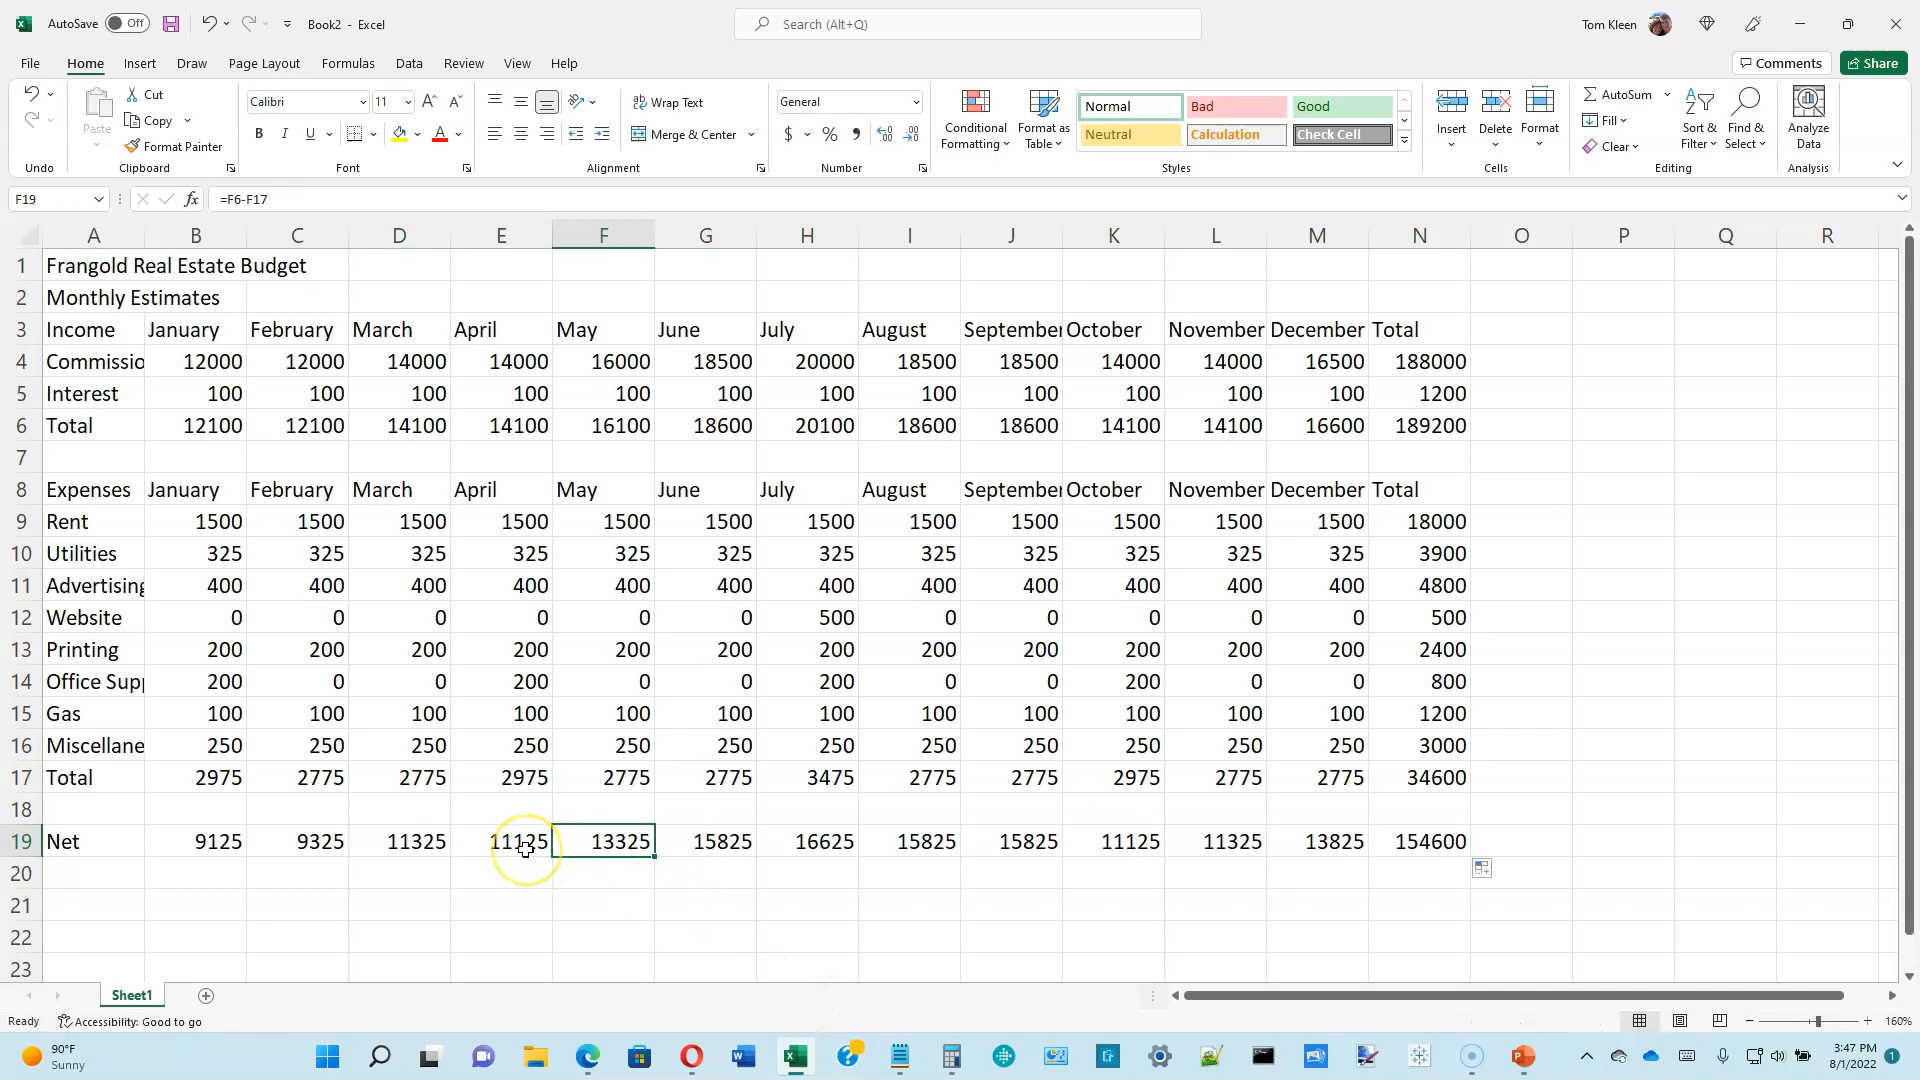 AutoSave Off Book2 - Excel Search (Alt+Q) Tom Kleen
File Home Insert Draw Page Layout Formulas Data Review View Help Comments Share
Cut Calibri 11 Wrap Text General Normal Bad Good AutoSum
Paste Copy Merge & Center $ % Conditional Formatting Format as Table Neutral Calculation Check Cell Insert Delete Format Fill Sort & Filter Find & Select Analyze Data
Format Painter B I U Clear
Undo Clipboard Font Alignment Number Styles Cells Editing Analysis
F19 fx =F6-F17
A B C D E F G H I J K L M N O P Q R
1 Frangold Real Estate Budget
2 Monthly Estimates
3 Income January February March April May June July August September October November December Total
4 Commissio 12000 12000 14000 14000 16000 18500 20000 18500 18500 14000 14000 16500 188000
5 Interest 100 100 100 100 100 100 100 100 100 100 100 100 1200
6 Total 12100 12100 14100 14100 16100 18600 20100 18600 18600 14100 14100 16600 189200
7
8 Expenses January February March April May June July August September October November December Total
9 Rent 1500 1500 1500 1500 1500 1500 1500 1500 1500 1500 1500 1500 18000
10 Utilities 325 325 325 325 325 325 325 325 325 325 325 325 3900
11 Advertising 400 400 400 400 400 400 400 400 400 400 400 400 4800
12 Website 0 0 0 0 0 0 500 0 0 0 0 0 500
13 Printing 200 200 200 200 200 200 200 200 200 200 200 200 2400
14 Office Supp 200 0 0 200 0 0 200 0 0 200 0 0 800
15 Gas 100 100 100 100 100 100 100 100 100 100 100 100 1200
16 Miscellane 250 250 250 250 250 250 250 250 250 250 250 250 3000
17 Total 2975 2775 2775 2975 2775 2775 3475 2775 2775 2975 2775 2775 34600
18
19 Net 9125 9325 11325 11125 13325 15825 16625 15825 15825 11125 11325 13825 154600
20
21
22
23
Sheet1
Ready Accessibility: Good to go 160%
90°F 3:47 PM
Sunny 8/1/2022 1